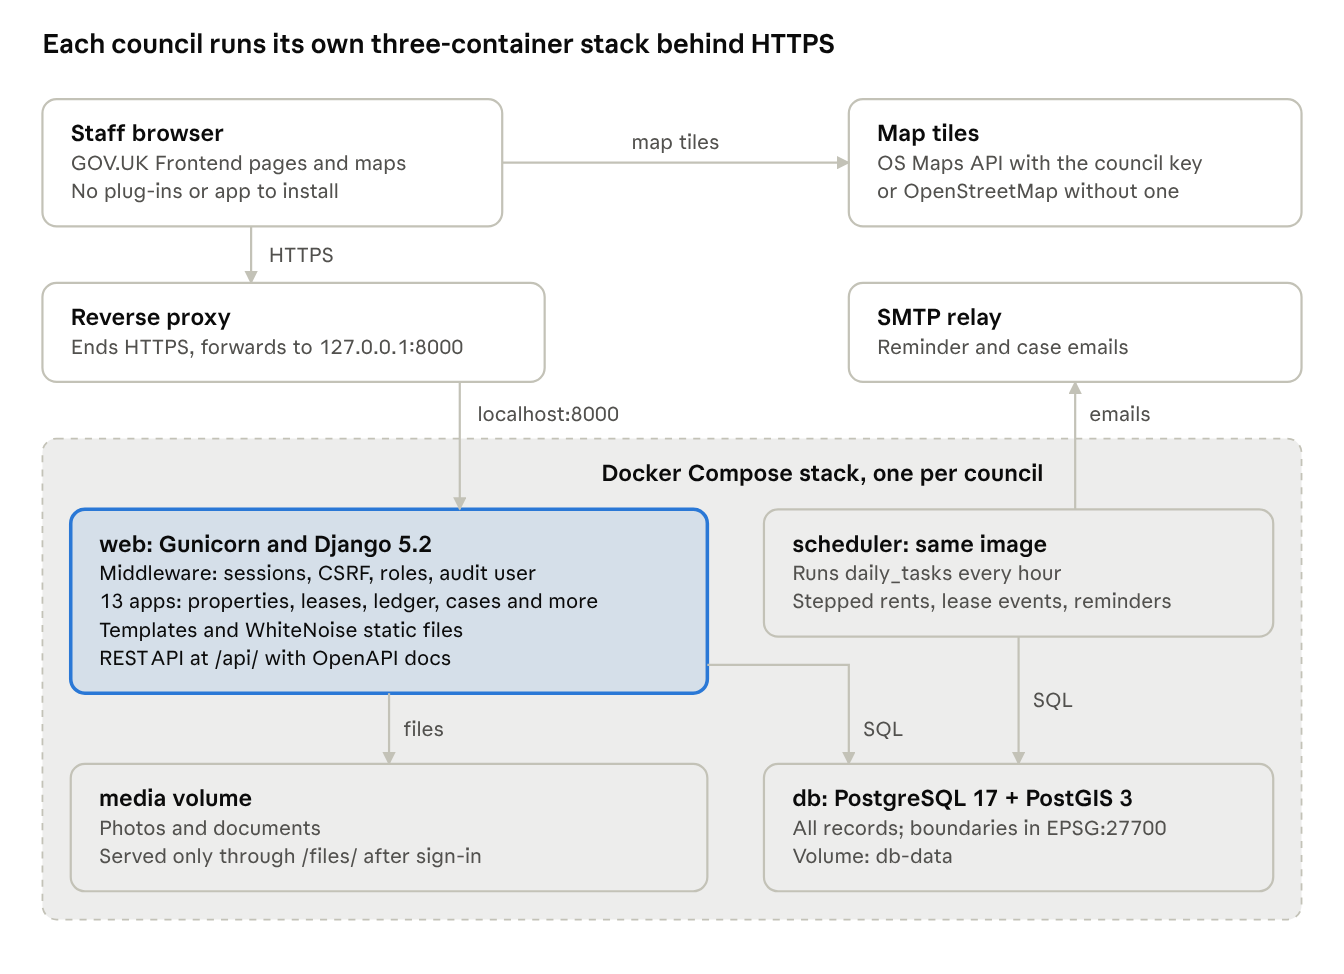 Each council runs its own three-container stack behind HTTPS
Staff browser
GOV.UK Frontend pages and maps
No plug-ins or app to install
map tiles
Map tiles
OS Maps API with the council key
or OpenStreetMap without one
HTTPS
Reverse proxy
Ends HTTPS, forwards to 127.0.0.1:8000
SMTP relay
Reminder and case emails
localhost:8000
emails
Docker Compose stack, one per council
web: Gunicorn and Django 5.2
Middleware: sessions, CSRF, roles, audit user
13 apps: properties, leases, ledger, cases and more
Templates and WhiteNoise static files
REST API at /api/ with OpenAPI docs
scheduler: same image
Runs daily_tasks every hour
Stepped rents, lease events, reminders
files
SQL
SQL
media volume
Photos and documents
Served only through /files/ after sign-in
db: PostgreSQL 17 + PostGIS 3
All records; boundaries in EPSG:27700
Volume: db-data